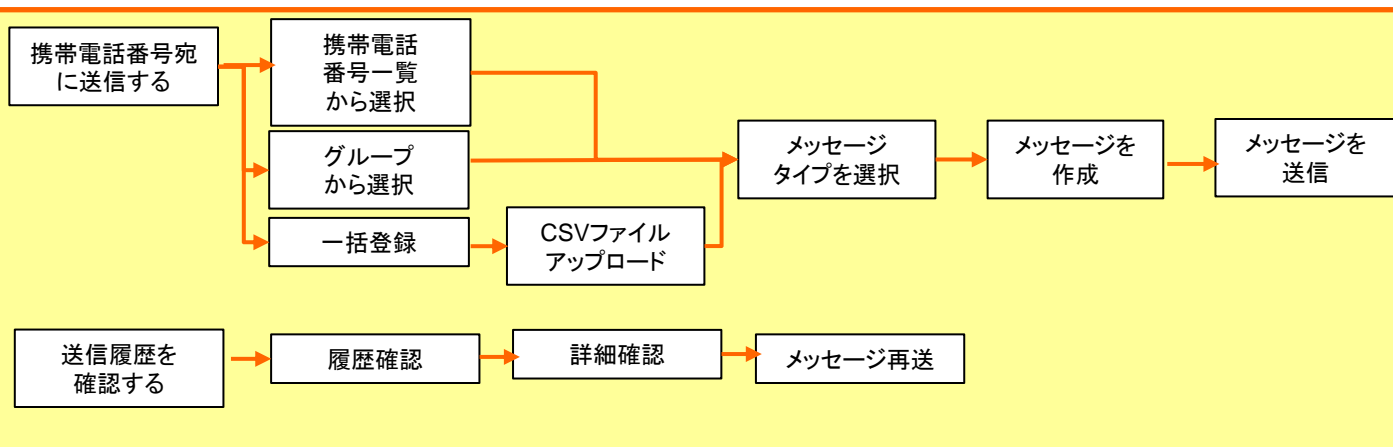 携帯電話番号宛
に送信する
携帯電話
番号一覧
から選択
グループ
から選択
一括登録
CSVファイル
アップロード
メッセージ
タイプを選択
メッセージを
作成
メッセージを
送信
送信履歴を
確認する
履歴確認
詳細確認
メッセージ再送